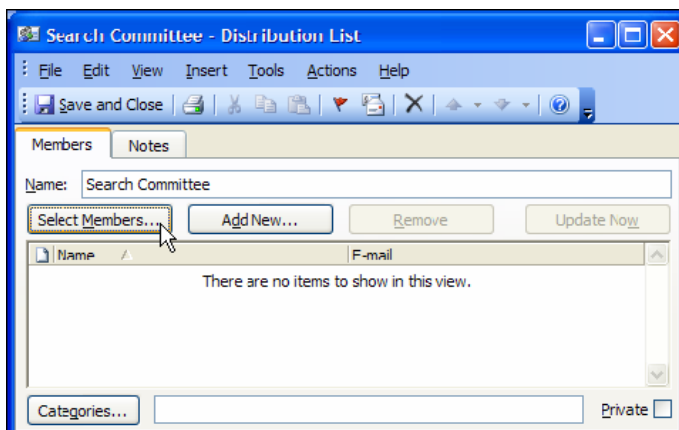 Search Committee - Distribution List
File Edit View Insert Tools Actions Help
Save and Close
Members Notes
Name: Search Committee
Select Members... Add New... Remove Update Now
Name E-mail
There are no items to show in this view.
Categories... Private